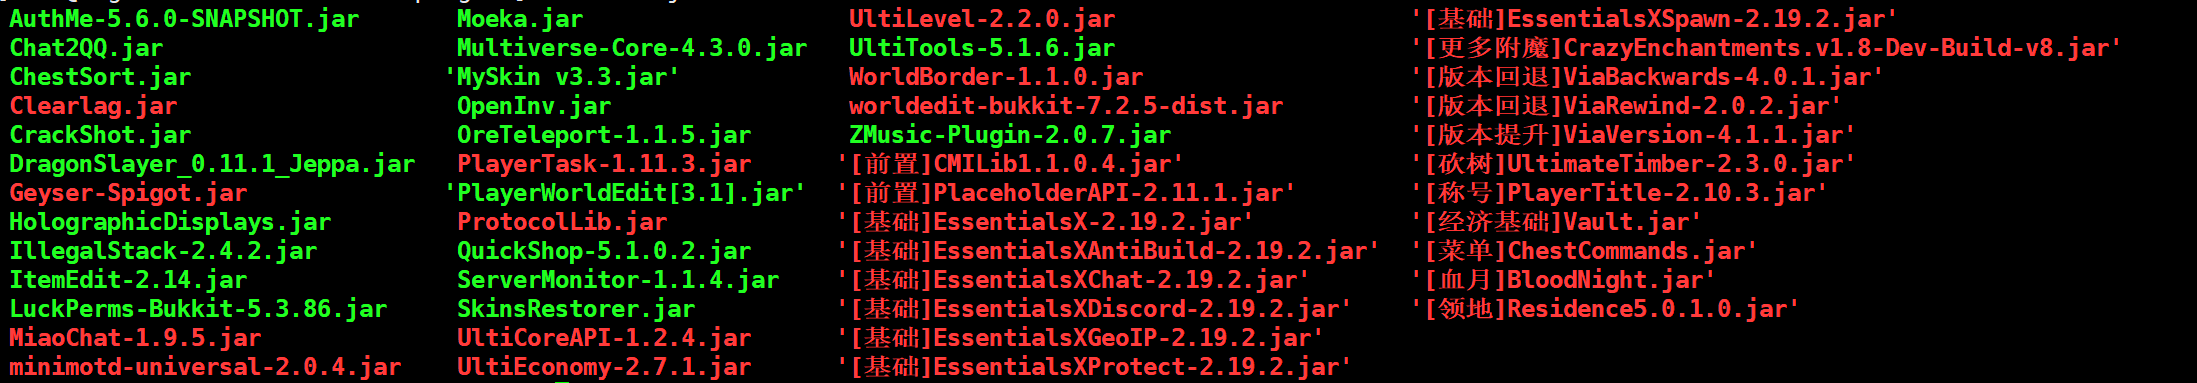 AuthMe-5.6.0-SNAPSHOT.jar Moeka.jar UltiLevel-2.2.0.jar '[基础]EssentialsXSpawn-2.19.2.jar'
Chat2QQ.jar Multiverse-Core-4.3.0.jar UltiTools-5.1.6.jar '[更多附魔]CrazyEnchantments.v1.8-Dev-Build-v8.jar'
ChestSort.jar 'MySkin v3.3.jar' WorldBorder-1.1.0.jar '[版本回退]ViaBackwards-4.0.1.jar'
Clearlag.jar OpenInv.jar worldedit-bukkit-7.2.5-dist.jar '[版本回退]ViaRewind-2.0.2.jar'
CrackShot.jar OreTeleport-1.1.5.jar ZMusic-Plugin-2.0.7.jar '[版本提升]ViaVersion-4.1.1.jar'
DragonSlayer_0.11.1_Jeppa.jar PlayerTask-1.11.3.jar '[前置]CMILib1.1.0.4.jar' '[砍树]UltimateTimber-2.3.0.jar'
Geyser-Spigot.jar 'PlayerWorldEdit[3.1].jar' '[前置]PlaceholderAPI-2.11.1.jar' '[称号]PlayerTitle-2.10.3.jar'
HolographicDisplays.jar ProtocolLib.jar '[基础]EssentialsX-2.19.2.jar' '[经济基础]Vault.jar'
IllegalStack-2.4.2.jar QuickShop-5.1.0.2.jar '[基础]EssentialsXAntiBuild-2.19.2.jar' '[菜单]ChestCommands.jar'
ItemEdit-2.14.jar ServerMonitor-1.1.4.jar '[基础]EssentialsXChat-2.19.2.jar' '[血月]BloodNight.jar'
LuckPerms-Bukkit-5.3.86.jar SkinsRestorer.jar '[基础]EssentialsXDiscord-2.19.2.jar' '[领地]Residence5.0.1.0.jar'
MiaoChat-1.9.5.jar UltiCoreAPI-1.2.4.jar '[基础]EssentialsXGeoIP-2.19.2.jar'
minimotd-universal-2.0.4.jar UltiEconomy-2.7.1.jar '[基础]EssentialsXProtect-2.19.2.jar'